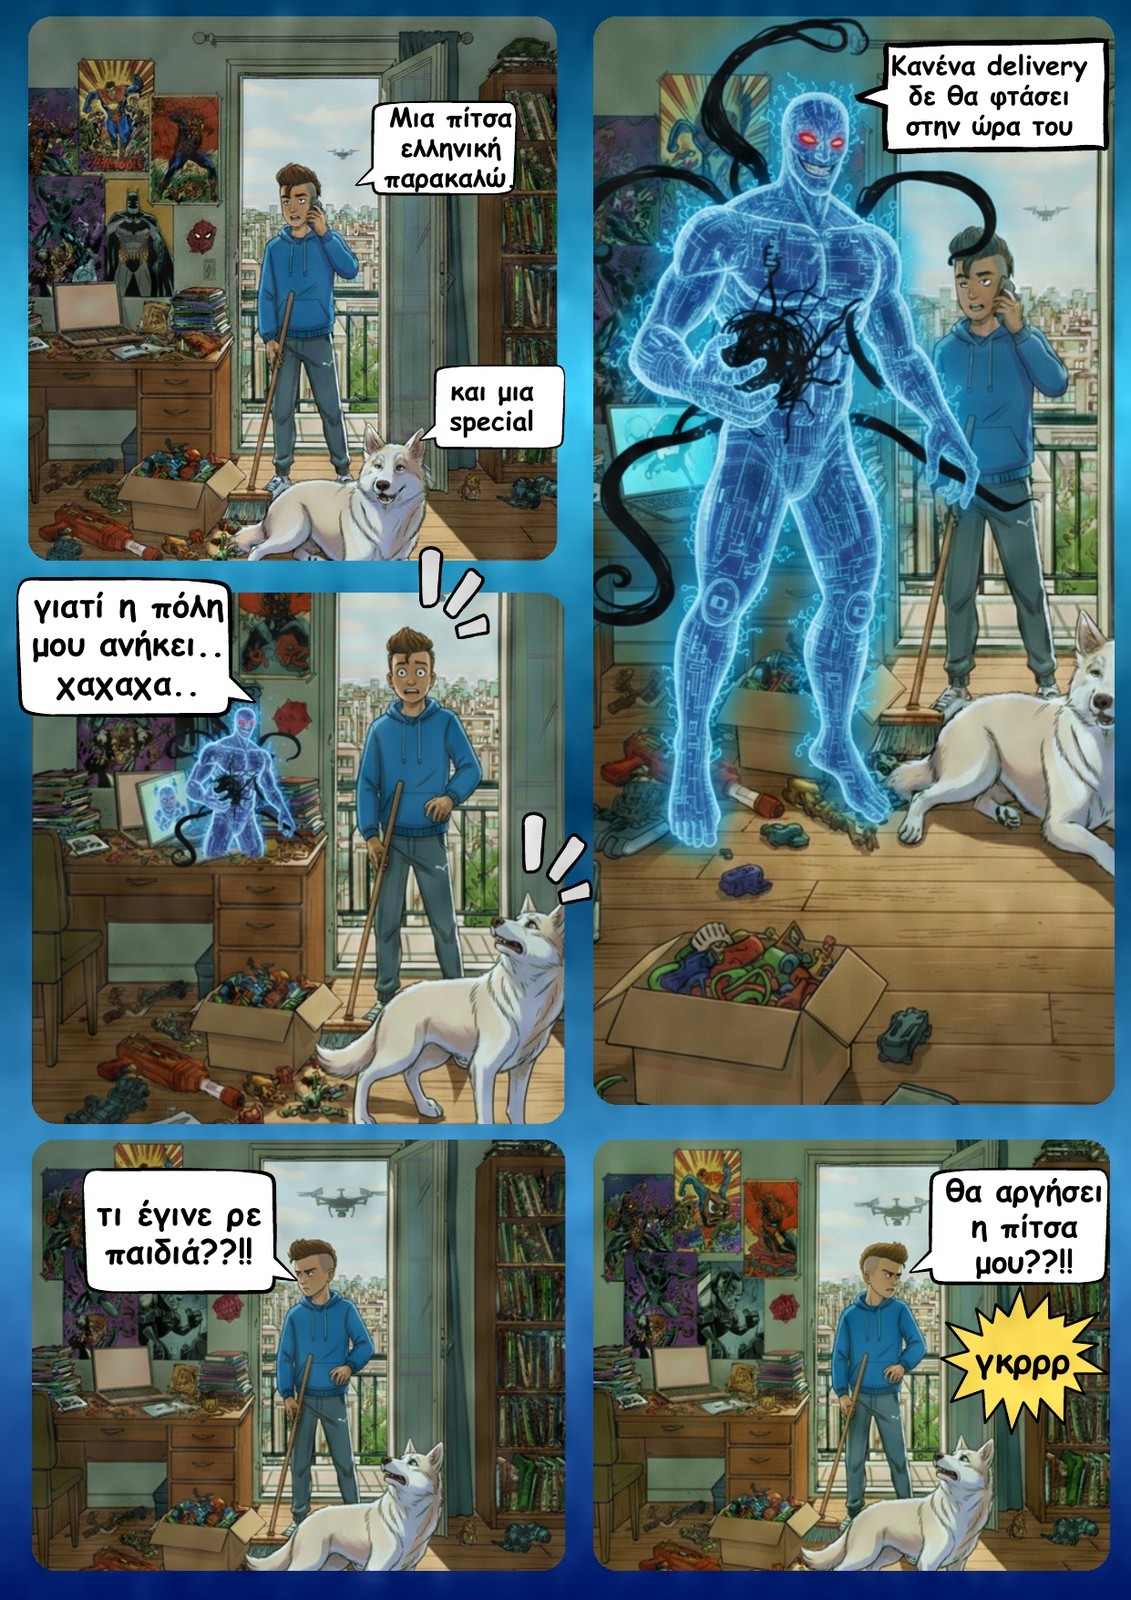 Μια πίτσα
ελληνική
παρακαλώ.
και μια
special
Κανένα delivery
δε θα φτάσει
στην ώρα του
γιατί η πόλη
μου ανήκει..
χαχαχα..
τι έγινε ρε
παιδιά??!!
θα αργήσει
η πίτσα
μου??!!
γκρρρ